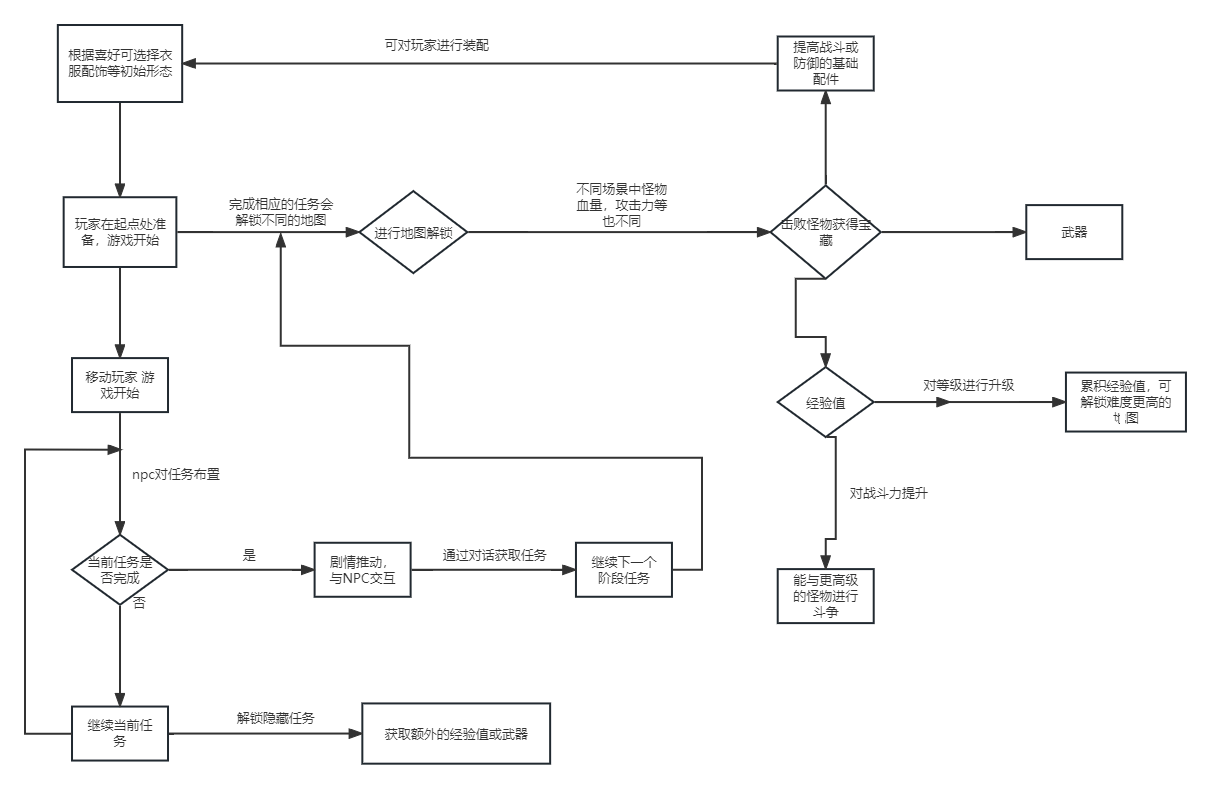 根据喜好可选择衣
服配饰等初始形态
可对玩家进行装配
提高战斗或
防御的基础
配件
玩家在起点处准
备，游戏开始
完成相应的任务会
解锁不同的地图
进行地图解锁
不同场景中怪物
血量，攻击力等
也不同
击败怪物获得宝
藏
武器
移动玩家 游
戏开始
经验值
对等级进行升级
累积经验值，可
解锁难度更高的
图
npc对任务布置
对战斗力提升
当前任务是
否完成
是
否
剧情推动，
与NPC交互
通过对话获取任务
继续下一个
阶段任务
能与更高级
的怪物进行
斗争
继续当前任
务
解锁隐藏任务
获取额外的经验值或武器